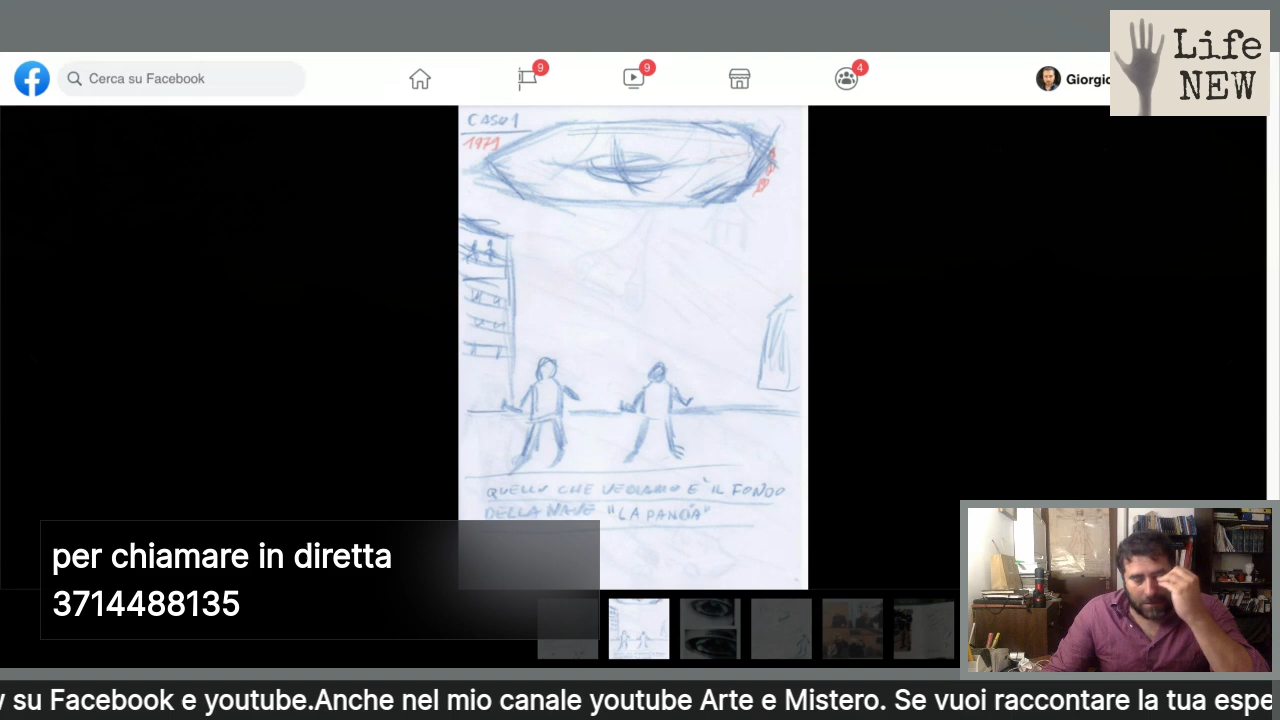 Life
NEW
Cerca su Facebook
9
9
4
Giorgio
CASO 1
1971
QUELLO CHE VEDIAMO E' IL FONDO
DELLA NAVE "LA PANCIA"
per chiamare in diretta
3714488135
su Facebook e youtube.Anche nel mio canale youtube Arte e Mistero. Se vuoi raccontare la tua espe